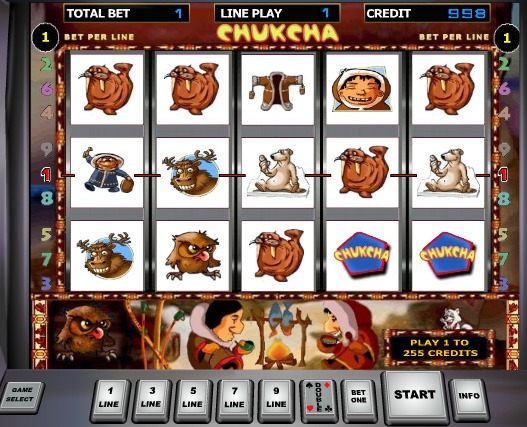 TOTAL BET 1
LINE PLAY 1
CREDIT 998
1 BET PER LINE
CHUKCHA
BET PER LINE 1
2 2
6 6
4 4
9 9
1 1
8 8
5 5
7 7
3 3
CHUKCHA
CHUKCHA
PLAY 1 TO
255 CREDITS
GAME
SELECT
1
LINE
3
LINE
5
LINE
7
LINE
9
LINE
DOUBLE
BET
ONE
START
INFO